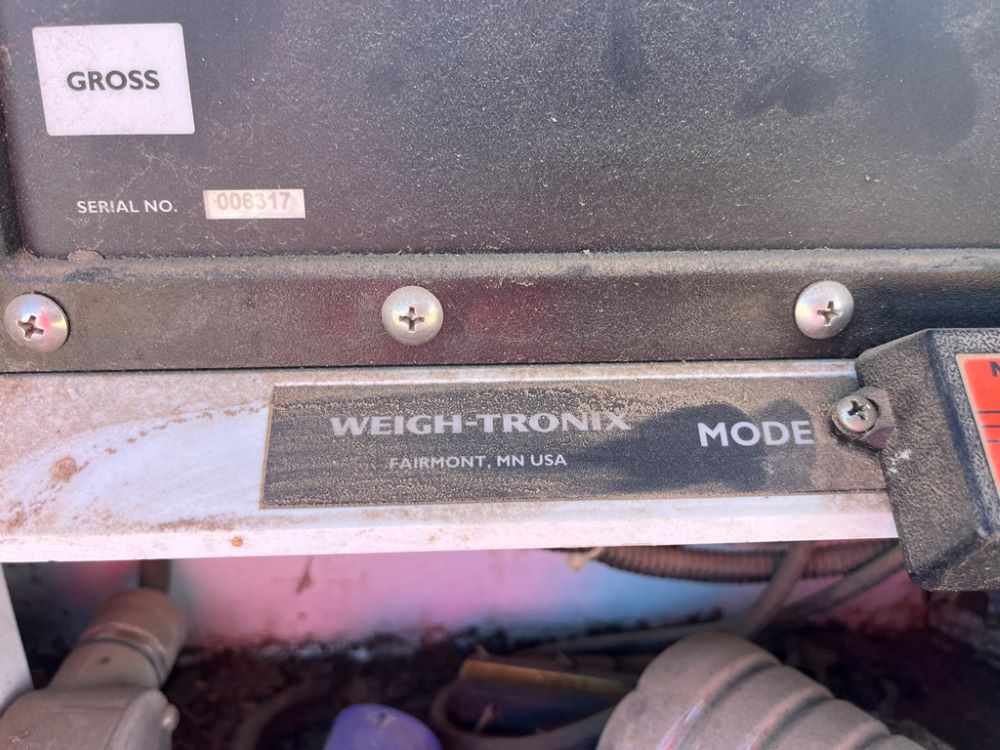 GROSS
SERIAL NO. 006317
WEIGH-TRONIX
FAIRMONT, MN USA
MODE